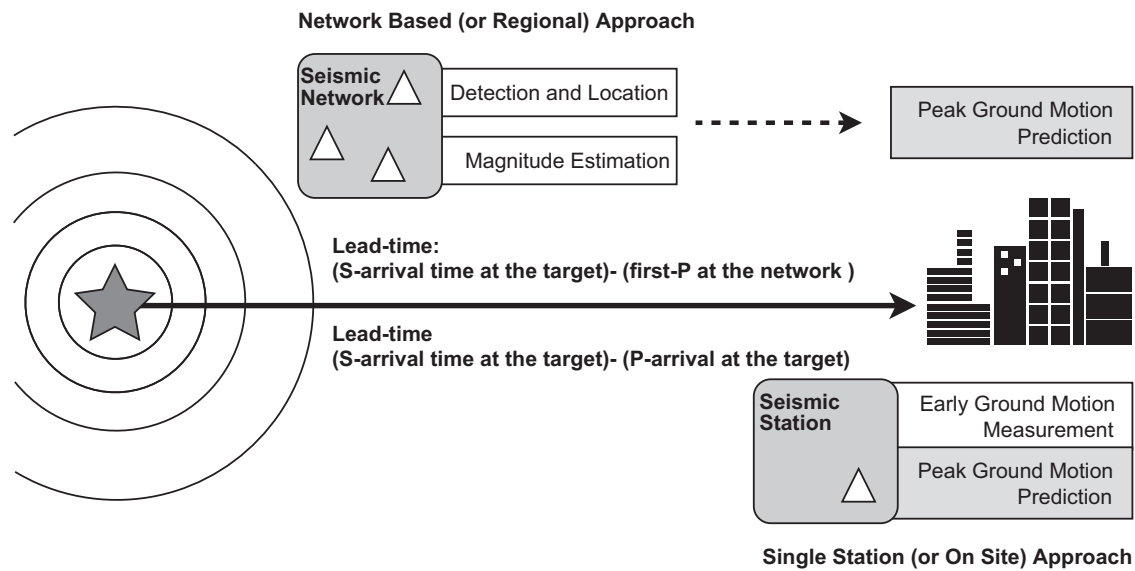 Network Based (or Regional) Approach
Seismic
Network
Detection and Location
Magnitude Estimation
Peak Ground Motion
Prediction
Lead-time:
(S-arrival time at the target)- (first-P at the network )
Lead-time
(S-arrival time at the target)- (P-arrival at the target)
Seismic
Station
Early Ground Motion
Measurement
Peak Ground Motion
Prediction
Single Station (or On Site) Approach